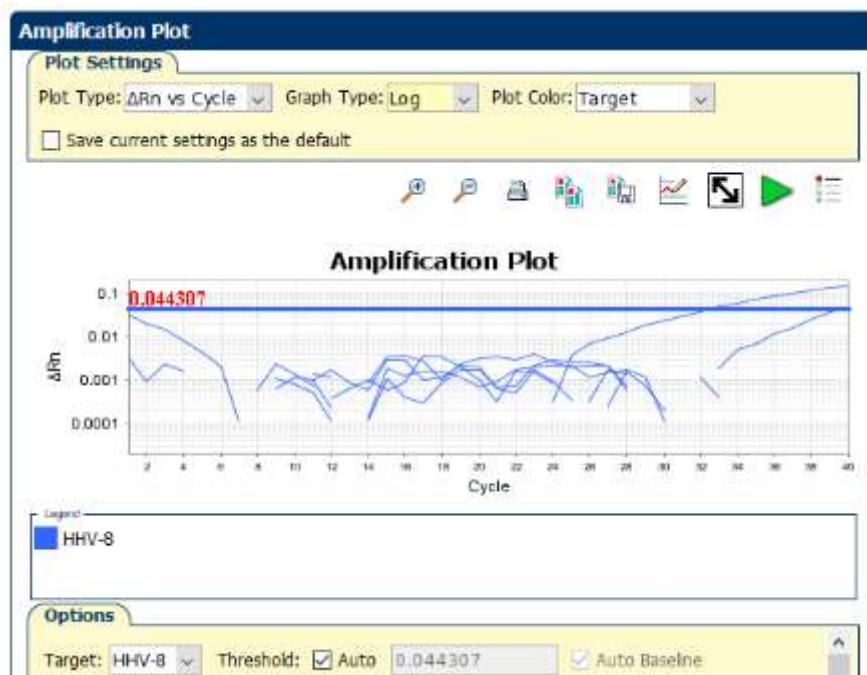 Amplification Plot
Plot Settings
Plot Type: ΔRn vs Cycle Graph Type: Log Plot Color: Target
Save current settings as the default
Amplification Plot
0.1
0.044307
0.01
0.001
0.0001
ΔRn
2 4 6 8 10 12 14 16 18 20 22 24 26 28 30 32 34 36 38 40
Cycle
Legend
HHV-8
Options
Target: HHV-8 Threshold: Auto 0.044307 Auto Baseline